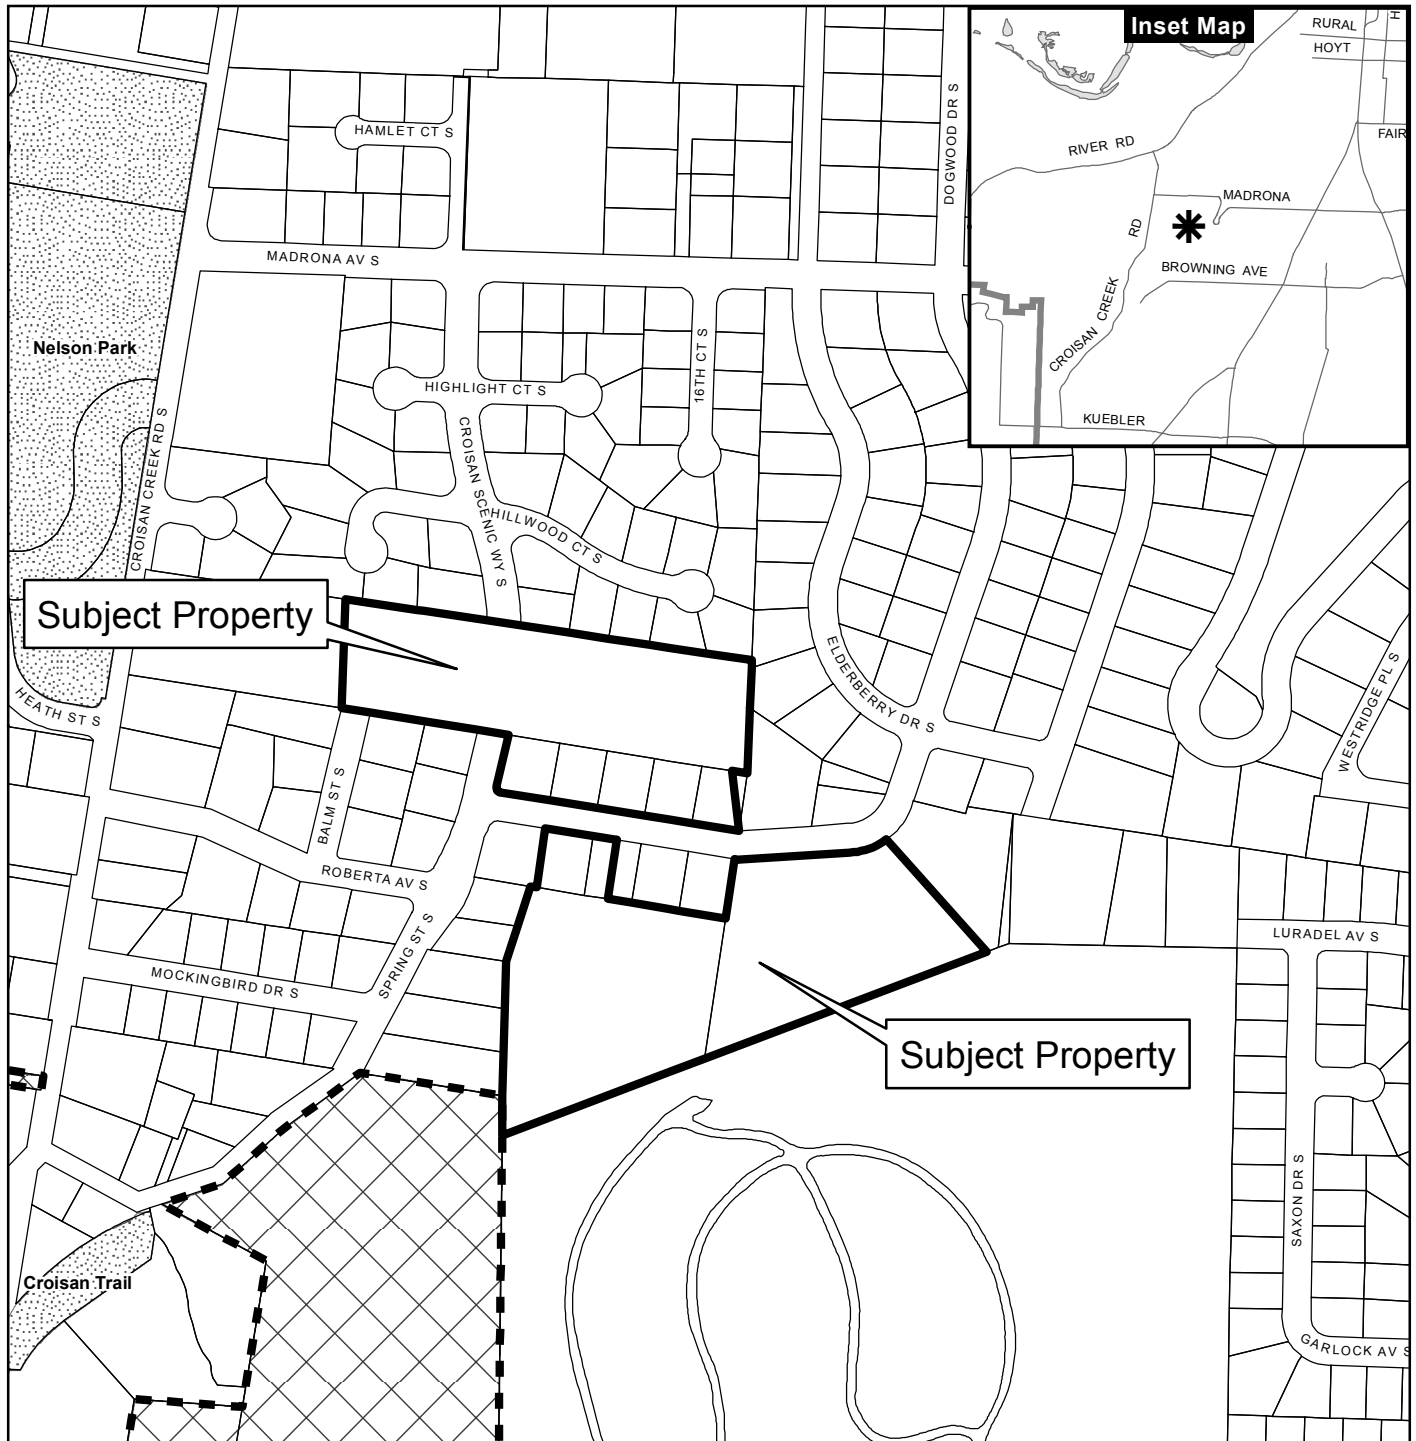 Inset Map
RURAL
HOYT
H
FAIR
RIVER RD
MADRONA
RD
BROWNING AVE
CROISAN CREEK
KUEBLER
HAMLET CT S
DOGWOOD DR S
MADRONA AV S
Nelson Park
16TH CT S
HIGHLIGHT CT S
CROISAN CREEK RD S
CROISAN SCENIC WY S
HILLWOOD CT S
Subject Property
ELDERBERRY DR S
WESTRIDGE PL S
HEATH ST S
BALM ST S
ROBERTA AV S
SPRING ST S
LURADEL AV S
MOCKINGBIRD DR S
Subject Property
SAXON DR S
Croisan Trail
GARLOCK AV S